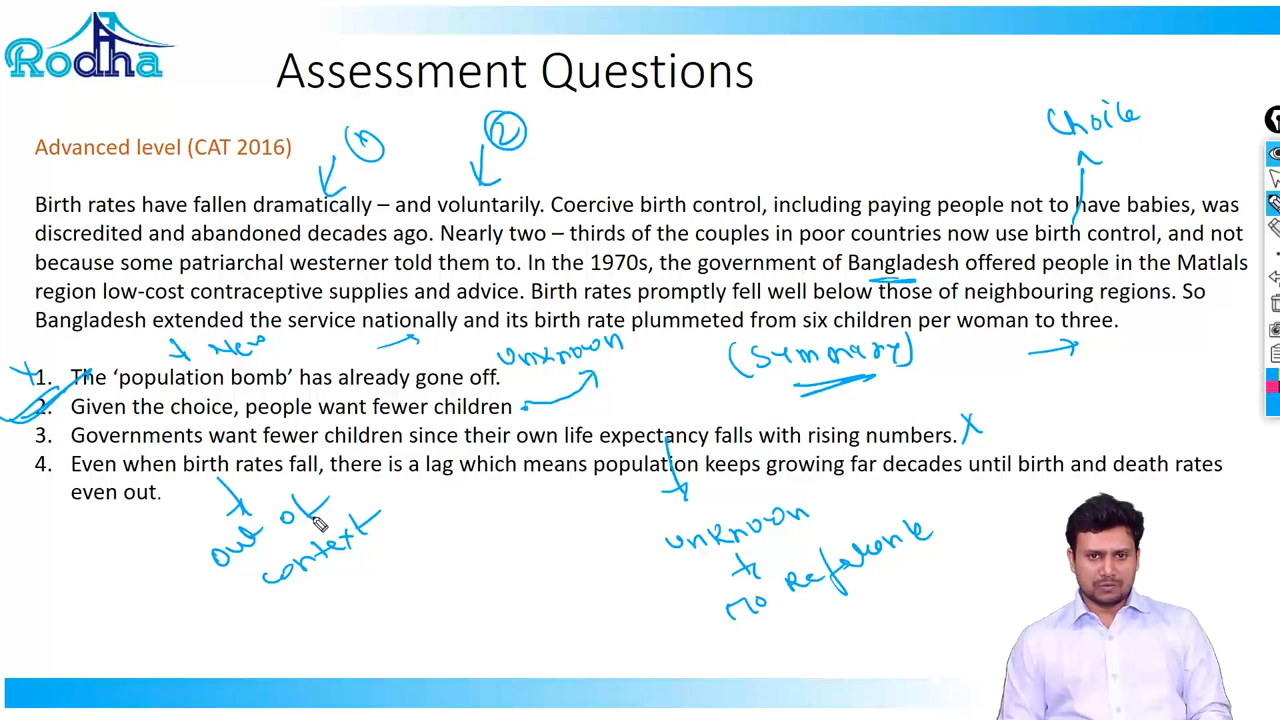 Rodha
Assessment Questions
Choice
Advanced level (CAT 2016)
1
2
Birth rates have fallen dramatically – and voluntarily. Coercive birth control, including paying people not to have babies, was
discredited and abandoned decades ago. Nearly two – thirds of the couples in poor countries now use birth control, and not
because some patriarchal westerner told them to. In the 1970s, the government of Bangladesh offered people in the Matlals
region low-cost contraceptive supplies and advice. Birth rates promptly fell well below those of neighbouring regions. So
Bangladesh extended the service nationally and its birth rate plummeted from six children per woman to three.
New
unknown
(Summary)
1. The ‘population bomb’ has already gone off.
2. Given the choice, people want fewer children
3. Governments want fewer children since their own life expectancy falls with rising numbers. X
4. Even when birth rates fall, there is a lag which means population keeps growing far decades until birth and death rates
even out.
out of
context
unknown
no Reference